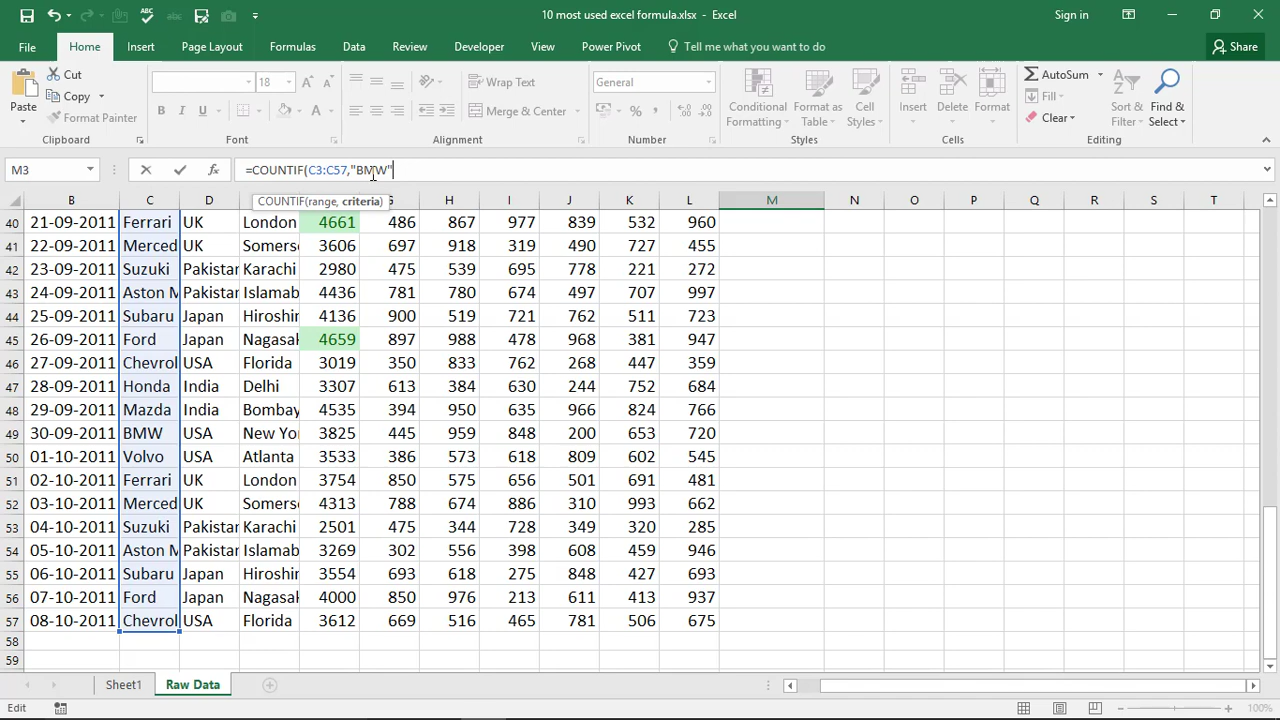 10 most used excel formula.xlsx - Excel
Sign in
File Home Insert Page Layout Formulas Data Review View Developer Power Pivot Tell me what you want to do Share
Paste Cut Copy Format Painter
18
B I U A
Wrap Text
Merge & Center
General
Conditional Formatting Format as Table Cell Styles
Insert Delete Format
AutoSum Fill Clear
Sort & Filter Find & Select
Clipboard Font Alignment Number Styles Cells Editing
M3 fx =COUNTIF(C3:C57,"BMW"
COUNTIF(range, criteria)
B C D G H I J K L M N O P Q R S T
40 21-09-2011 Ferrari UK London 4661 486 867 977 839 532 960
41 22-09-2011 Merced UK Somers 3606 697 918 319 490 727 455
42 23-09-2011 Suzuki Pakistan Karachi 2980 475 539 695 778 221 272
43 24-09-2011 Aston M Pakistan Islamab 4436 781 780 674 497 707 997
44 25-09-2011 Subaru Japan Hiroshi 4136 900 519 721 762 511 723
45 26-09-2011 Ford Japan Nagasak 4659 897 988 478 968 381 947
46 27-09-2011 Chevrol USA Florida 3019 350 833 762 268 447 359
47 28-09-2011 Honda India Delhi 3307 613 384 630 244 752 684
48 29-09-2011 Mazda India Bombay 4535 394 950 635 966 824 766
49 30-09-2011 BMW USA New Yor 3825 445 959 848 200 653 720
50 01-10-2011 Volvo USA Atlanta 3533 386 573 618 809 602 545
51 02-10-2011 Ferrari UK London 3754 850 575 656 501 691 481
52 03-10-2011 Merced UK Somers 4313 788 674 886 310 993 662
53 04-10-2011 Suzuki Pakistan Karachi 2501 475 344 728 349 320 285
54 05-10-2011 Aston M Pakistan Islamab 3269 302 556 398 608 459 946
55 06-10-2011 Subaru Japan Hiroshi 3554 693 618 275 848 427 693
56 07-10-2011 Ford Japan Nagasak 4000 850 976 213 611 413 937
57 08-10-2011 Chevrol USA Florida 3612 669 516 465 781 506 675
58
59
Sheet1 Raw Data
Edit 100%